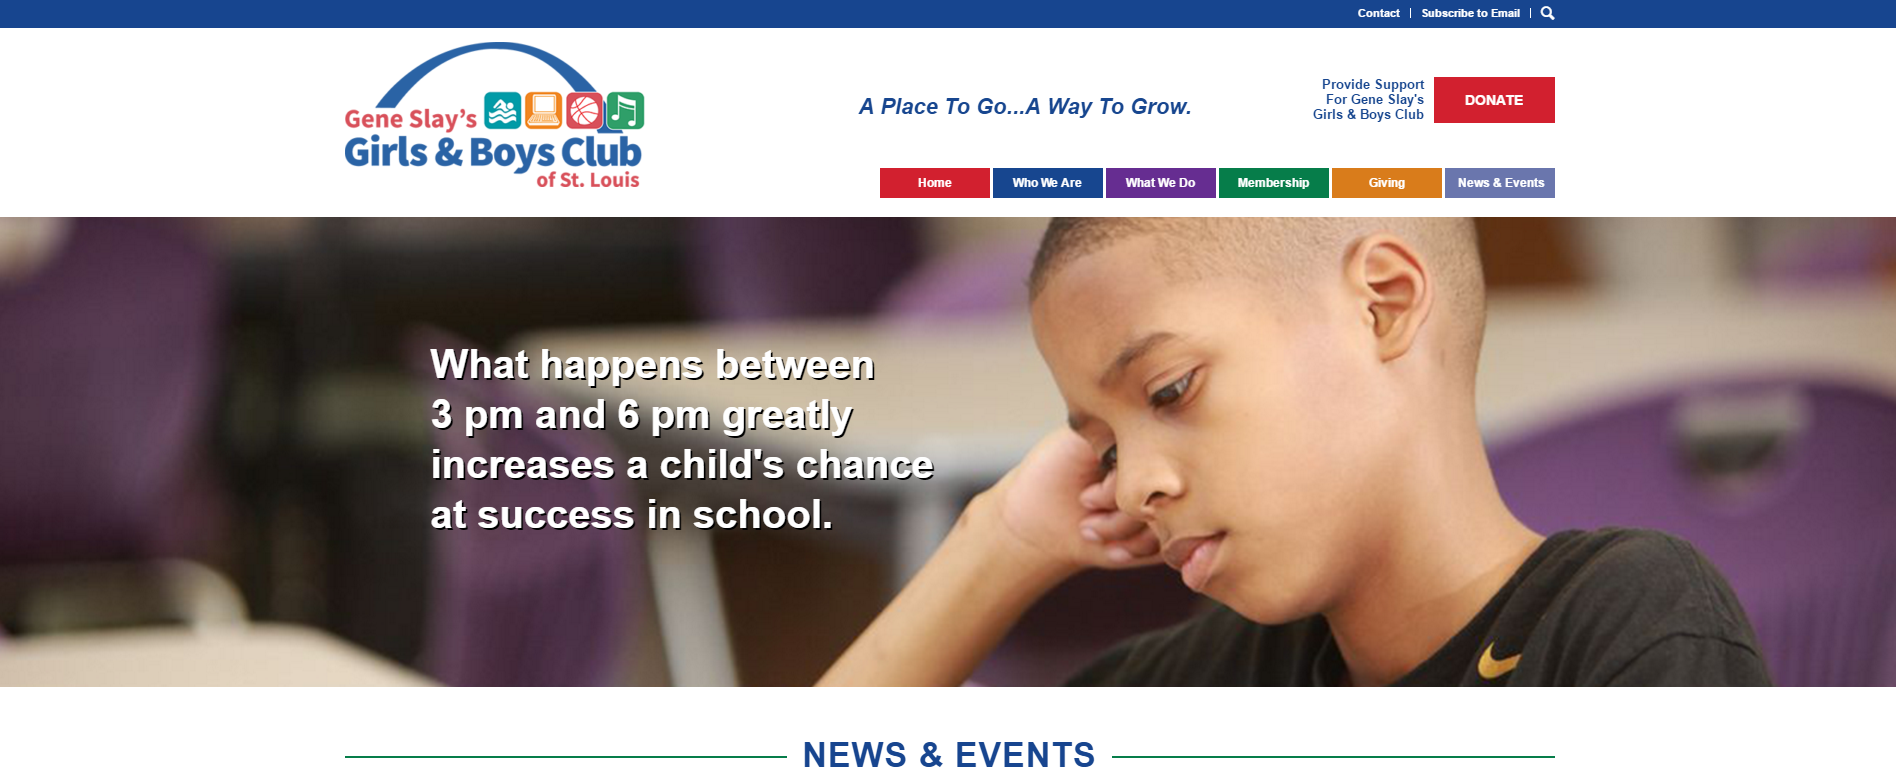 Contact
Subscribe to Email
Gene Slay's
Girls & Boys Club
of St. Louis
A Place To Go...A Way To Grow.
Provide Support
For Gene Slay's
Girls & Boys Club
DONATE
Home
Who We Are
What We Do
Membership
Giving
News & Events
What happens between
3 pm and 6 pm greatly
increases a child's chance
at success in school.
NEWS & EVENTS